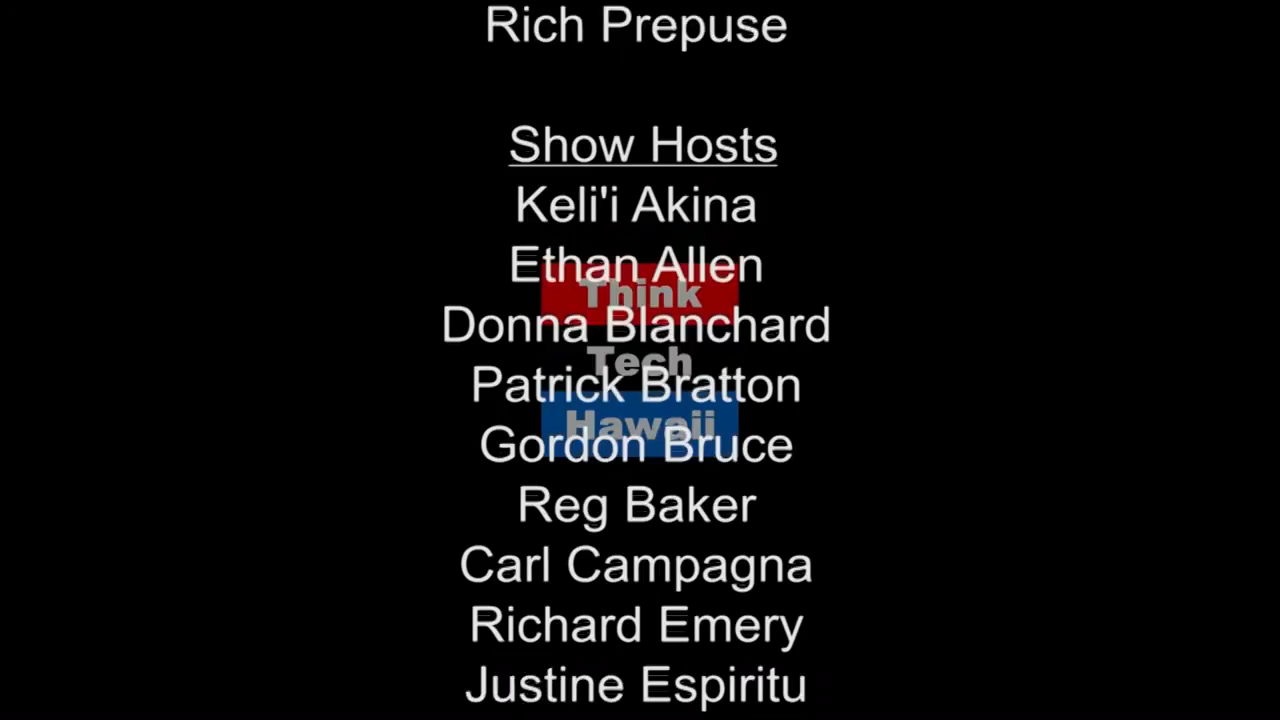 Rich Prepuse
Show Hosts
Keli'i Akina
Ethan Allen
Think
Donna Blanchard
Tech
Patrick Bratton
Hawaii
Gordon Bruce
Reg Baker
Carl Campagna
Richard Emery
Justine Espiritu